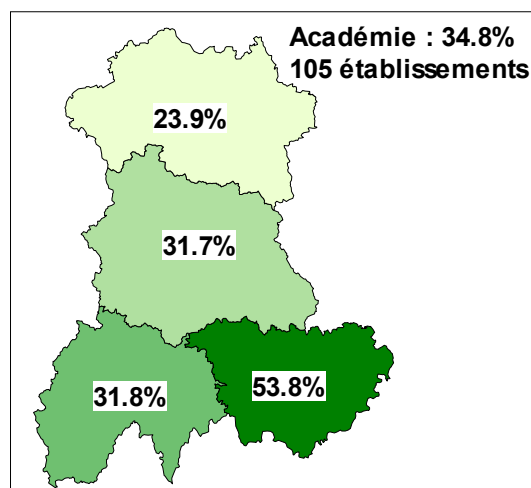 Académie : 34.8%
105 établissements
23.9%
31.7%
31.8%
53.8%